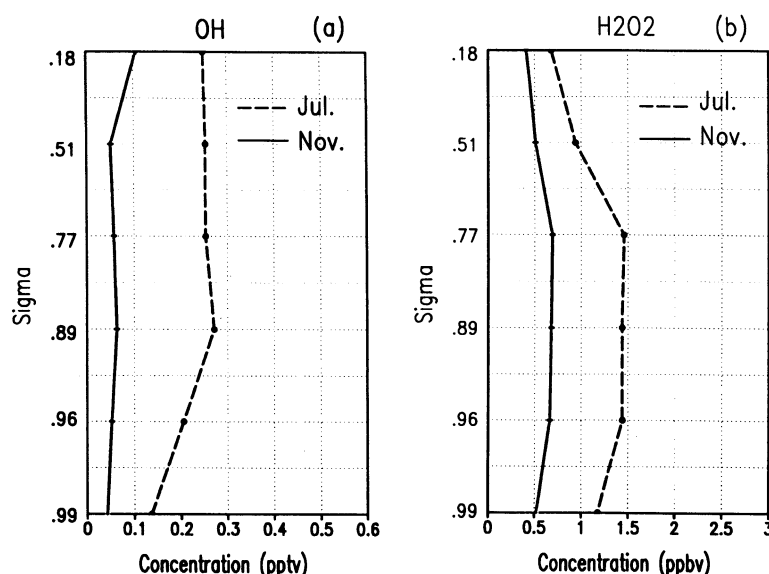 OH (a)
.18
.51
.77
.89
.96
.99
Sigma
Jul.
Nov.
0 0.1 0.2 0.3 0.4 0.5 0.6
Concentration (pptv)
H2O2 (b)
.18
.51
.77
.89
.96
.99
Sigma
Jul.
Nov.
0 0.5 1 1.5 2 2.5 3
Concentration (ppbv)